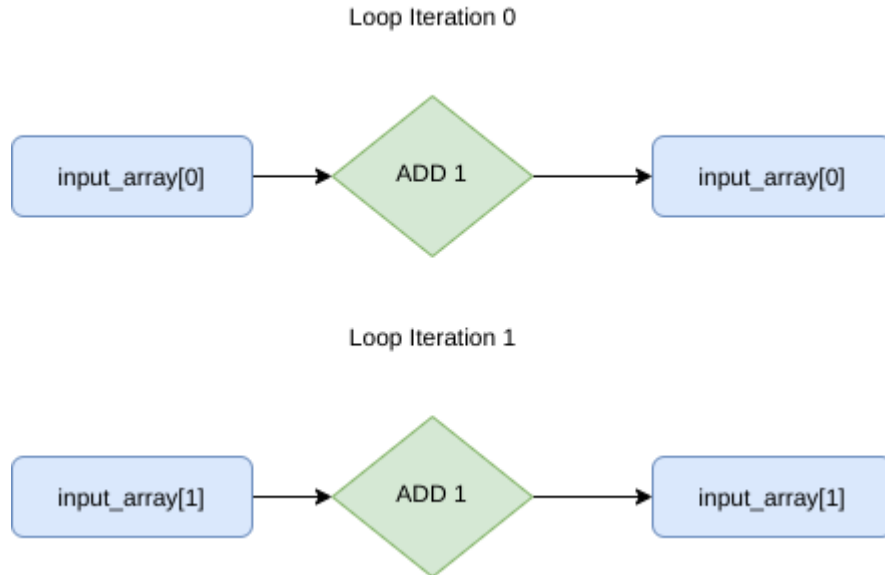 Loop Iteration 0
input_array[0]
ADD 1
input_array[0]
Loop Iteration 1
input_array[1]
ADD 1
input_array[1]